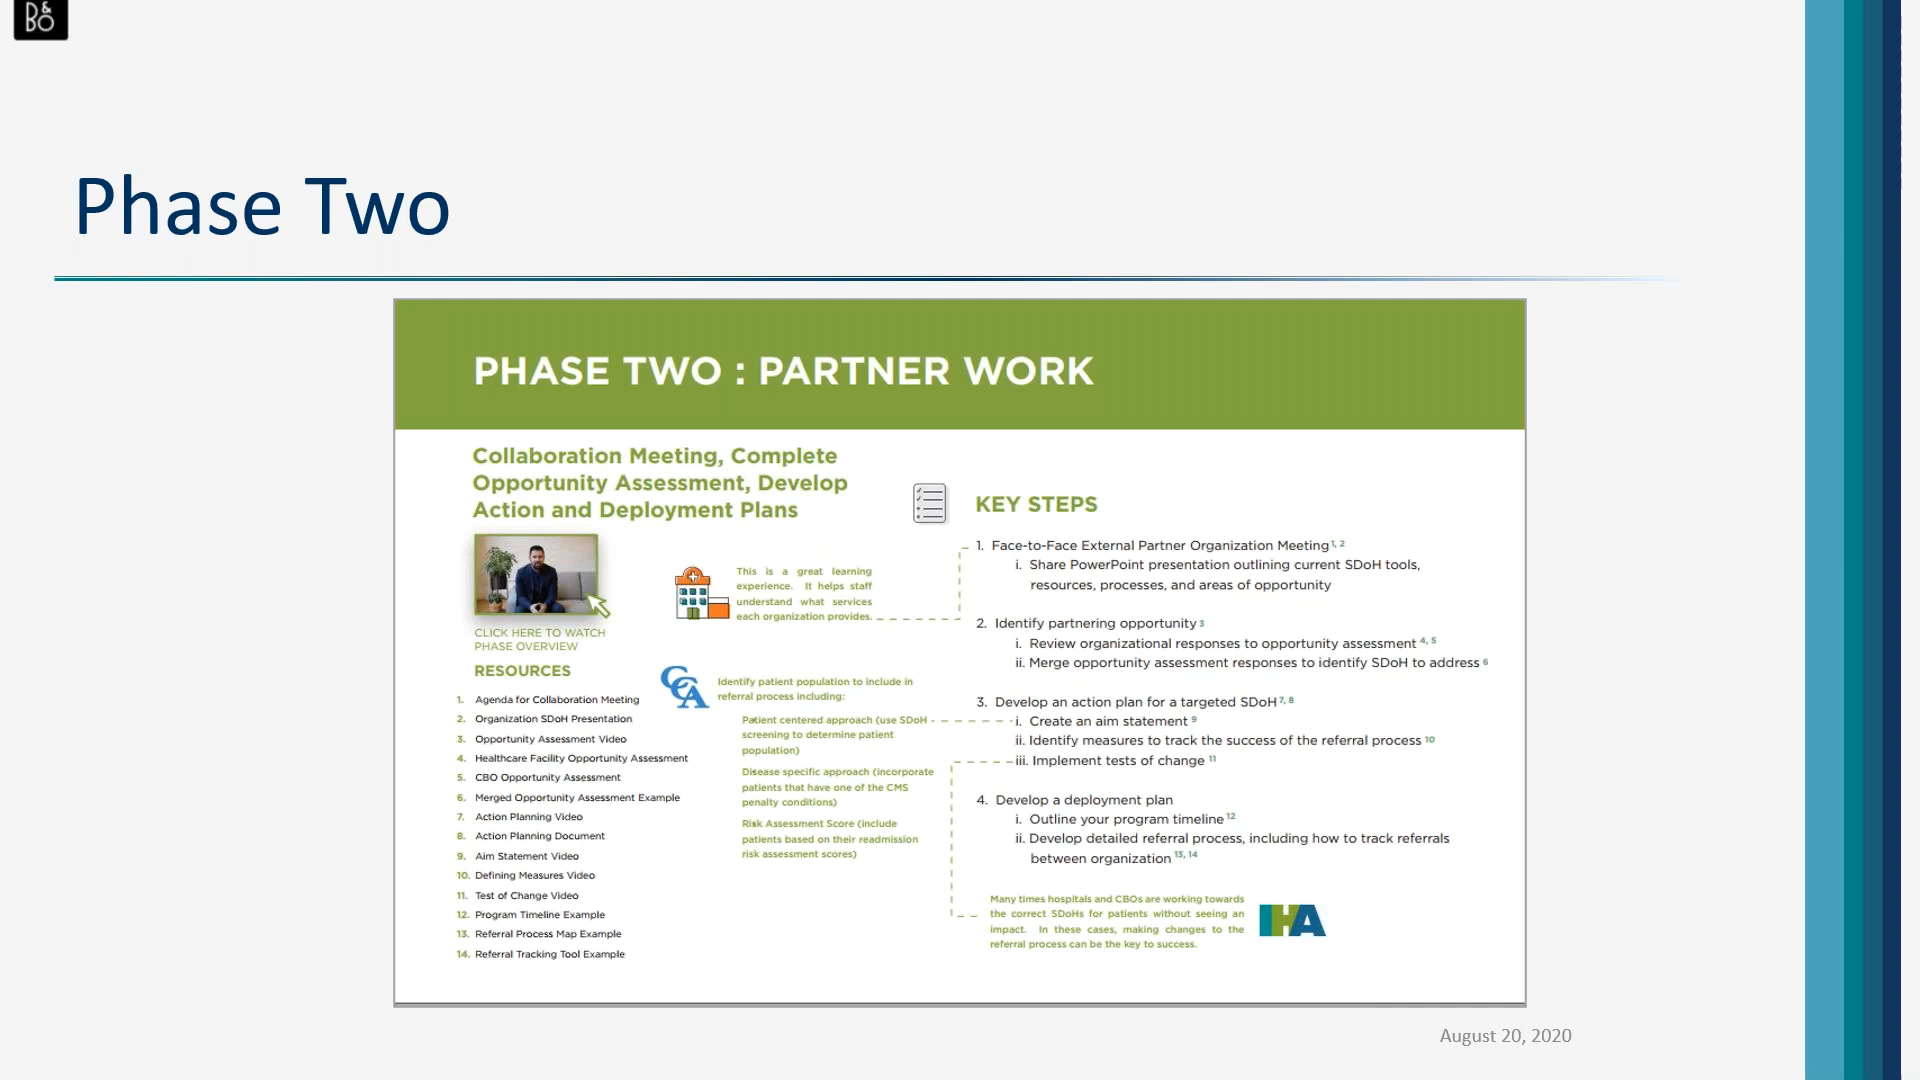 B&O
Phase Two
PHASE TWO : PARTNER WORK
Collaboration Meeting, Complete
Opportunity Assessment, Develop
Action and Deployment Plans
CLICK HERE TO WATCH
PHASE OVERVIEW
RESOURCES
1. Agenda for Collaboration Meeting
2. Organization SDoH Presentation
3. Opportunity Assessment Video
4. Healthcare Facility Opportunity Assessment
5. CBO Opportunity Assessment
6. Merged Opportunity Assessment Example
7. Action Planning Video
8. Action Planning Document
9. Aim Statement Video
10. Defining Measures Video
11. Test of Change Video
12. Program Timeline Example
13. Referral Process Map Example
14. Referral Tracking Tool Example
This is a great learning
experience. It helps staff
understand what services
each organization provides.
CCA
Identify patient population to include in
referral process including:
Patient centered approach (use SDoH
screening to determine patient
population)
Disease specific approach (incorporate
patients that have one of the CMS
penalty conditions)
Risk Assessment Score (include
patients based on their readmission
risk assessment scores)
KEY STEPS
1. Face-to-Face External Partner Organization Meeting 1, 2
i. Share PowerPoint presentation outlining current SDoH tools,
resources, processes, and areas of opportunity
2. Identify partnering opportunity 3
i. Review organizational responses to opportunity assessment 4, 5
ii. Merge opportunity assessment responses to identify SDoH to address 6
3. Develop an action plan for a targeted SDoH 7, 8
i. Create an aim statement 9
ii. Identify measures to track the success of the referral process 10
iii. Implement tests of change 11
4. Develop a deployment plan
i. Outline your program timeline 12
ii. Develop detailed referral process, including how to track referrals
between organization 13, 14
Many times hospitals and CBOs are working towards
the correct SDoHs for patients without seeing an
impact. In these cases, making changes to the
referral process can be the key to success.
IHA
August 20, 2020